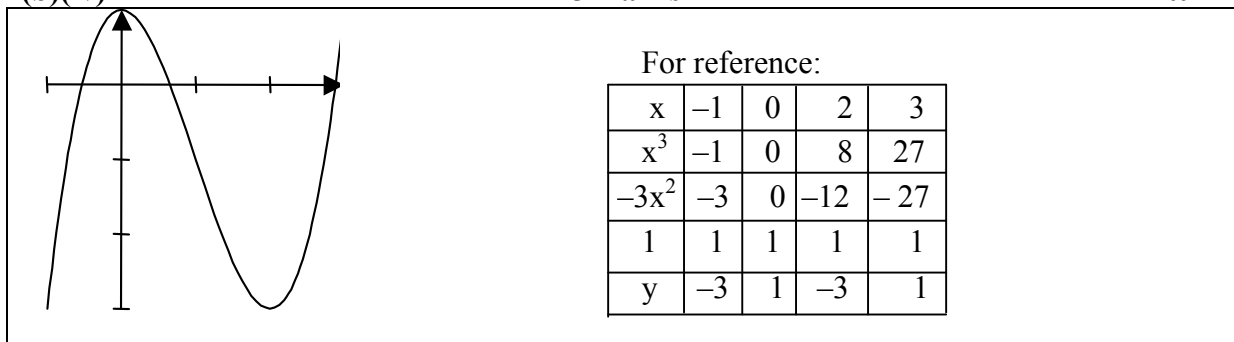 For reference:
x –1 0 2 3
x³ –1 0 8 27
–3x² –3 0 –12 – 27
1 1 1 1 1
y –3 1 –3 1